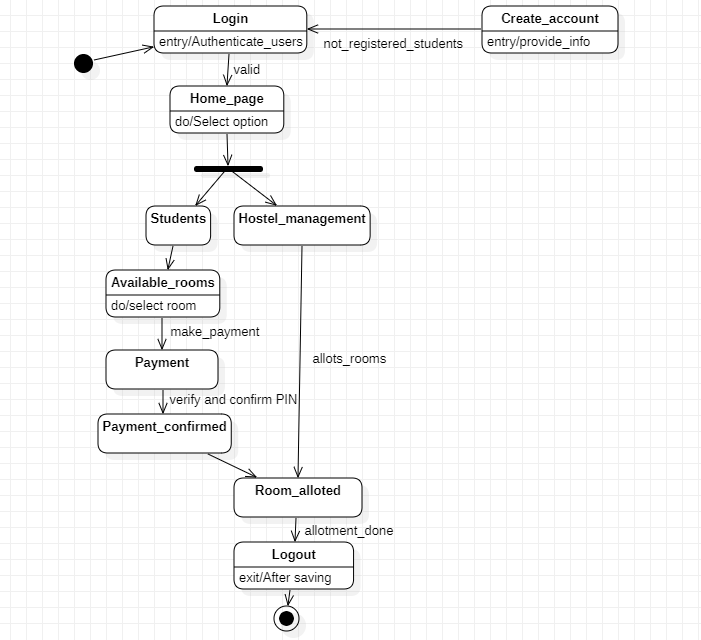 Login
entry/Authenticate_users
Create_account
entry/provide_info
not_registered_students
valid
Home_page
do/Select option
Students
Hostel_management
Available_rooms
do/select room
make_payment
Payment
allots_rooms
verify and confirm PIN
Payment_confirmed
Room_alloted
allotment_done
Logout
exit/After saving